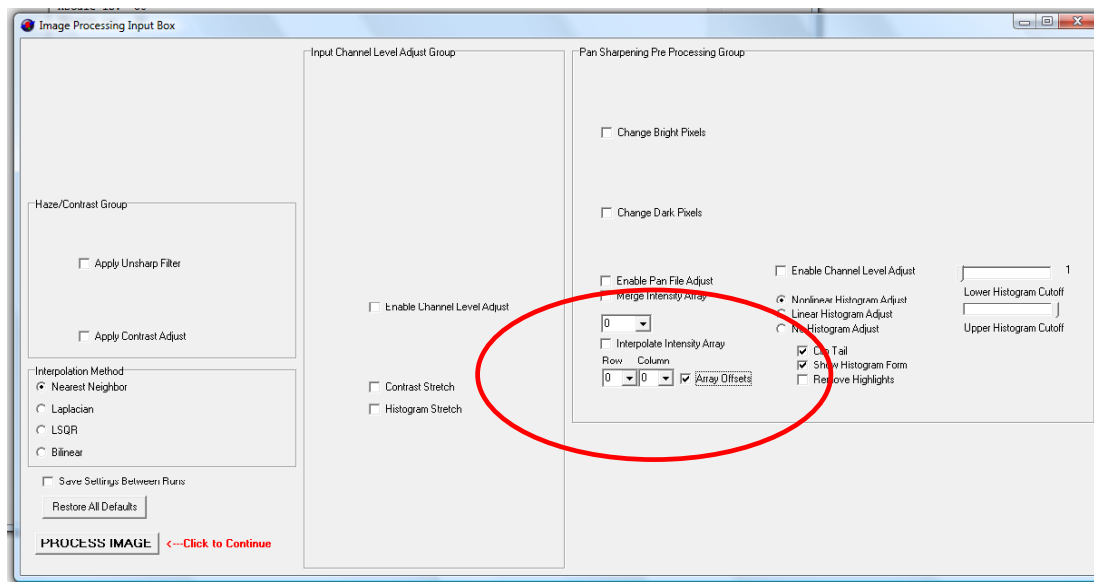 Image Processing Input Box
Haze/Contrast Group
Apply Unsharp Filter
Apply Contrast Adjust
Interpolation Method
Nearest Neighbor
Laplacian
LSQR
Bilinear
Save Settings Between Runs
Restore All Defaults
PROCESS IMAGE <---Click to Continue
Input Channel Level Adjust Group
Enable Channel Level Adjust
Contrast Stretch
Histogram Stretch
Pan Sharpening Pre Processing Group
Change Bright Pixels
Change Dark Pixels
Enable Pan File Adjust
Merge Intensity Array
0
Interpolate Intensity Array
Row Column
0 0 Array Offsets
Enable Channel Level Adjust
Nonlinear Histogram Adjust
Linear Histogram Adjust
No Histogram Adjust
Clip Tail
Show Histogram Form
Remove Highlights
1
Lower Histogram Cutoff
Upper Histogram Cutoff